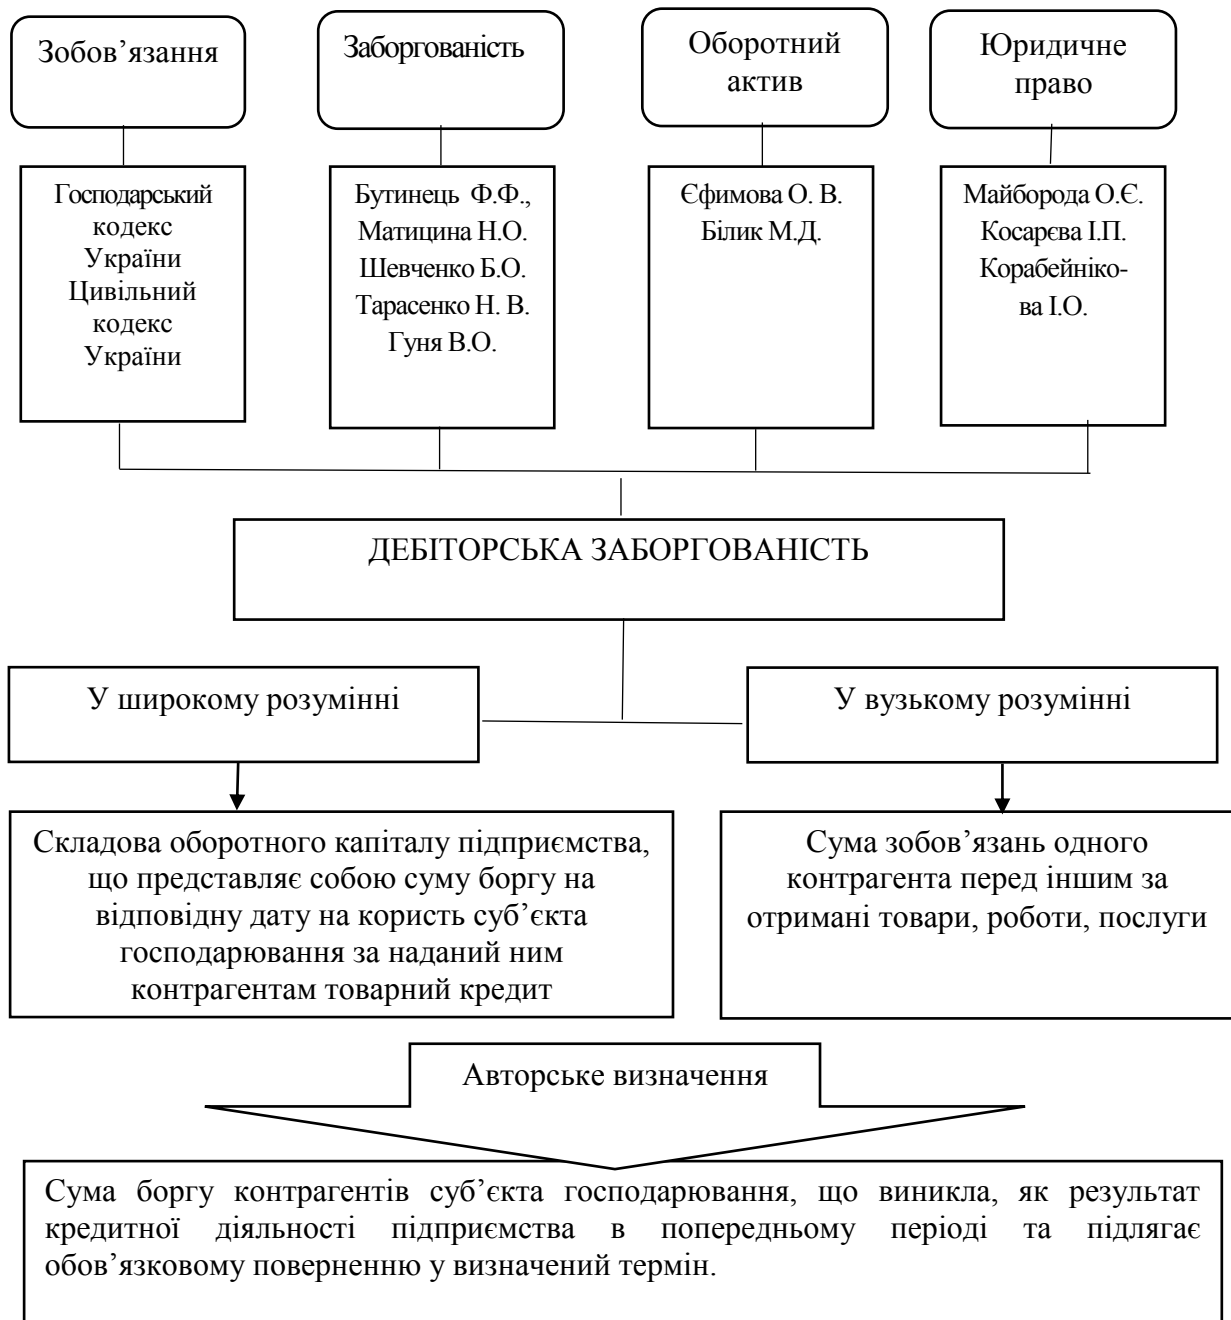 Зобов’язання
Заборгованість
Оборотний
актив
Юридичне
право
Господарський
кодекс
України
Цивільний
кодекс
України
Бутинець Ф.Ф.,
Матицина Н.О.
Шевченко Б.О.
Тарасенко Н. В.
Гуня В.О.
Єфимова О. В.
Білик М.Д.
Майборода О.Є.
Косарєва І.П.
Корабейніко-
ва І.О.
ДЕБІТОРСЬКА ЗАБОРГОВАНІСТЬ
У широкому розумінні
У вузькому розумінні
Складова оборотного капіталу підприємства,
що представляє собою суму боргу на
відповідну дату на користь суб’єкта
господарювання за наданий ним
контрагентам товарний кредит
Сума зобов’язань одного
контрагента перед іншим за
отримані товари, роботи, послуги
Авторське визначення
Сума боргу контрагентів суб’єкта господарювання, що виникла, як результат
кредитної діяльності підприємства в попередньому періоді та підлягає
обов’язковому поверненню у визначений термін.